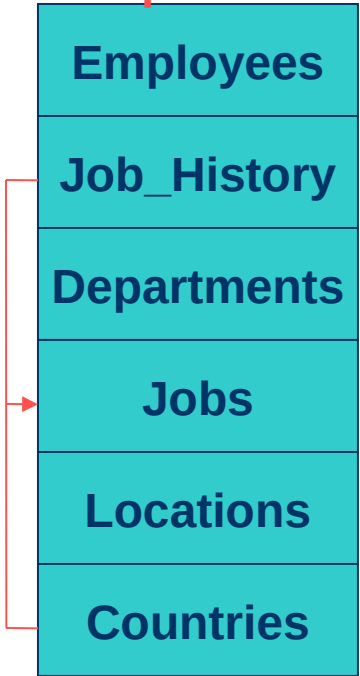 Employees
Job_History
Departments
Jobs
Locations
Countries